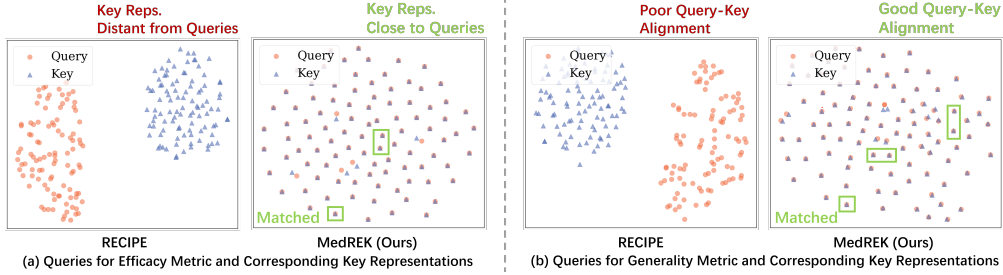 Key Reps.
Distant from Queries
Key Reps.
Close to Queries
Query
Key
Query
Key
Matched
RECIPE
MedREK (Ours)
(a) Queries for Efficacy Metric and Corresponding Key Representations
Poor Query-Key
Alignment
Good Query-Key
Alignment
Query
Key
Query
Key
Matched
RECIPE
MedREK (Ours)
(b) Queries for Generality Metric and Corresponding Key Representations